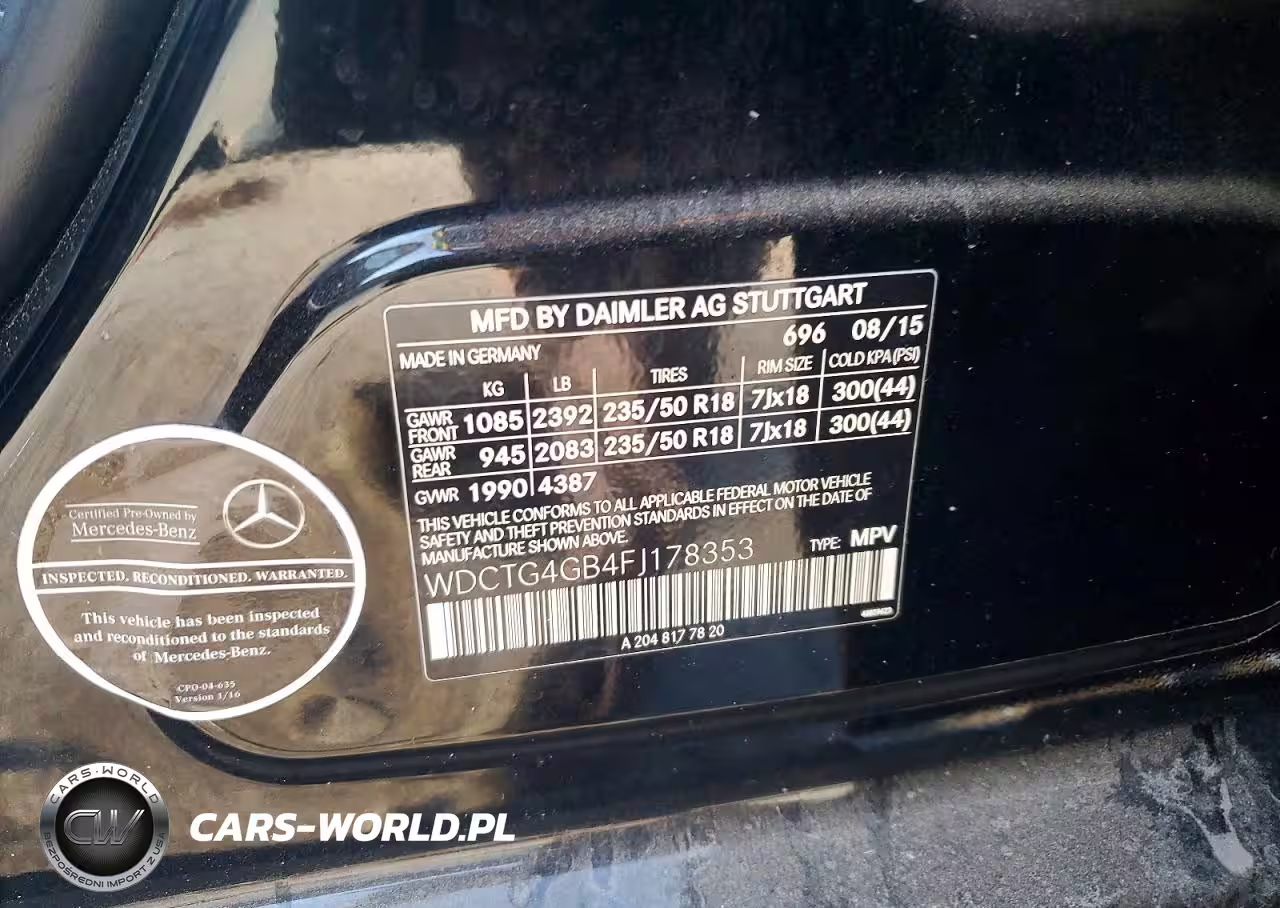 MFD BY DAIMLER AG STUTTGART
696 08/15
MADE IN GERMANY
KG LB TIRES RIM SIZE COLD KPA(PSI)
GAWR FRONT 1085 2392 235/50 R18 7Jx18 300(44)
GAWR REAR 945 2083 235/50 R18 7Jx18 300(44)
GVWR 1990 4387
THIS VEHICLE CONFORMS TO ALL APPLICABLE FEDERAL MOTOR VEHICLE
SAFETY AND THEFT PREVENTION STANDARDS IN EFFECT ON THE DATE OF
MANUFACTURE SHOWN ABOVE.
TYPE: MPV
WDCTG4GB4FJ178353
A 204 817 78 20
Certified Pre-Owned by
Mercedes-Benz
INSPECTED. RECONDITIONED. WARRANTED.
This vehicle has been inspected
and reconditioned to the standards
of Mercedes-Benz.
CPO-04-635
Version 1/16
CARS-WORLD
CW
BEZPOŚREDNI IMPORT Z USA
CARS-WORLD.PL